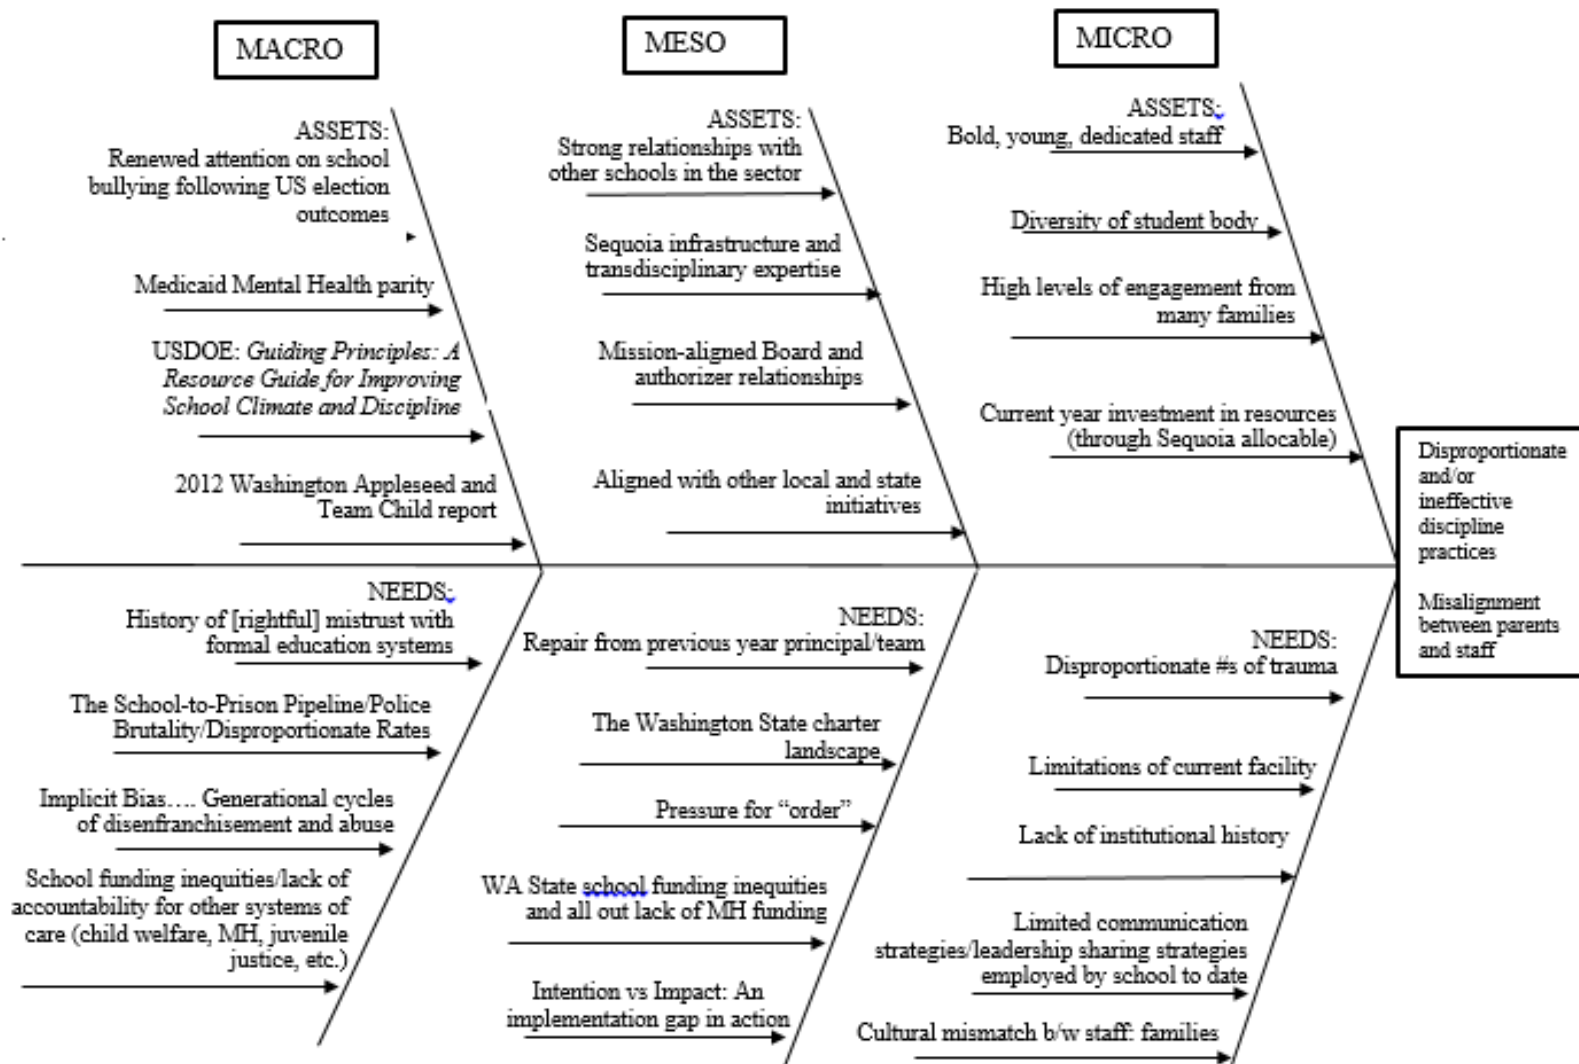 MACRO
ASSETS:
Renewed attention on school
bullying following US election
outcomes
Medicaid Mental Health parity
USDOE: Guiding Principles: A
Resource Guide for Improving
School Climate and Discipline
2012 Washington Appleseed and
Team Child report
NEEDS:
History of [rightful] mistrust with
formal education systems
The School-to-Prison Pipeline/Police
Brutality/Disproportionate Rates
Implicit Bias…. Generational cycles
of disenfranchisement and abuse
School funding inequities/lack of
accountability for other systems of
care (child welfare, MH, juvenile
justice, etc.)
MESO
ASSETS:
Strong relationships with
other schools in the sector
Sequoia infrastructure and
transdisciplinary expertise
Mission-aligned Board and
authorizer relationships
Aligned with other local and state
initiatives
NEEDS:
Repair from previous year principal/team
The Washington State charter
landscape
Pressure for “order”
WA State school funding inequities
and all out lack of MH funding
Intention vs Impact: An
implementation gap in action
MICRO
ASSETS:
Bold, young, dedicated staff
Diversity of student body
High levels of engagement from
many families
Current year investment in resources
(through Sequoia allocable)
NEEDS:
Disproportionate #s of trauma
Limitations of current facility
Lack of institutional history
Limited communication
strategies/leadership sharing strategies
employed by school to date
Cultural mismatch b/w staff: families
Disproportionate
and/or
ineffective
discipline
practices
Misalignment
between parents
and staff